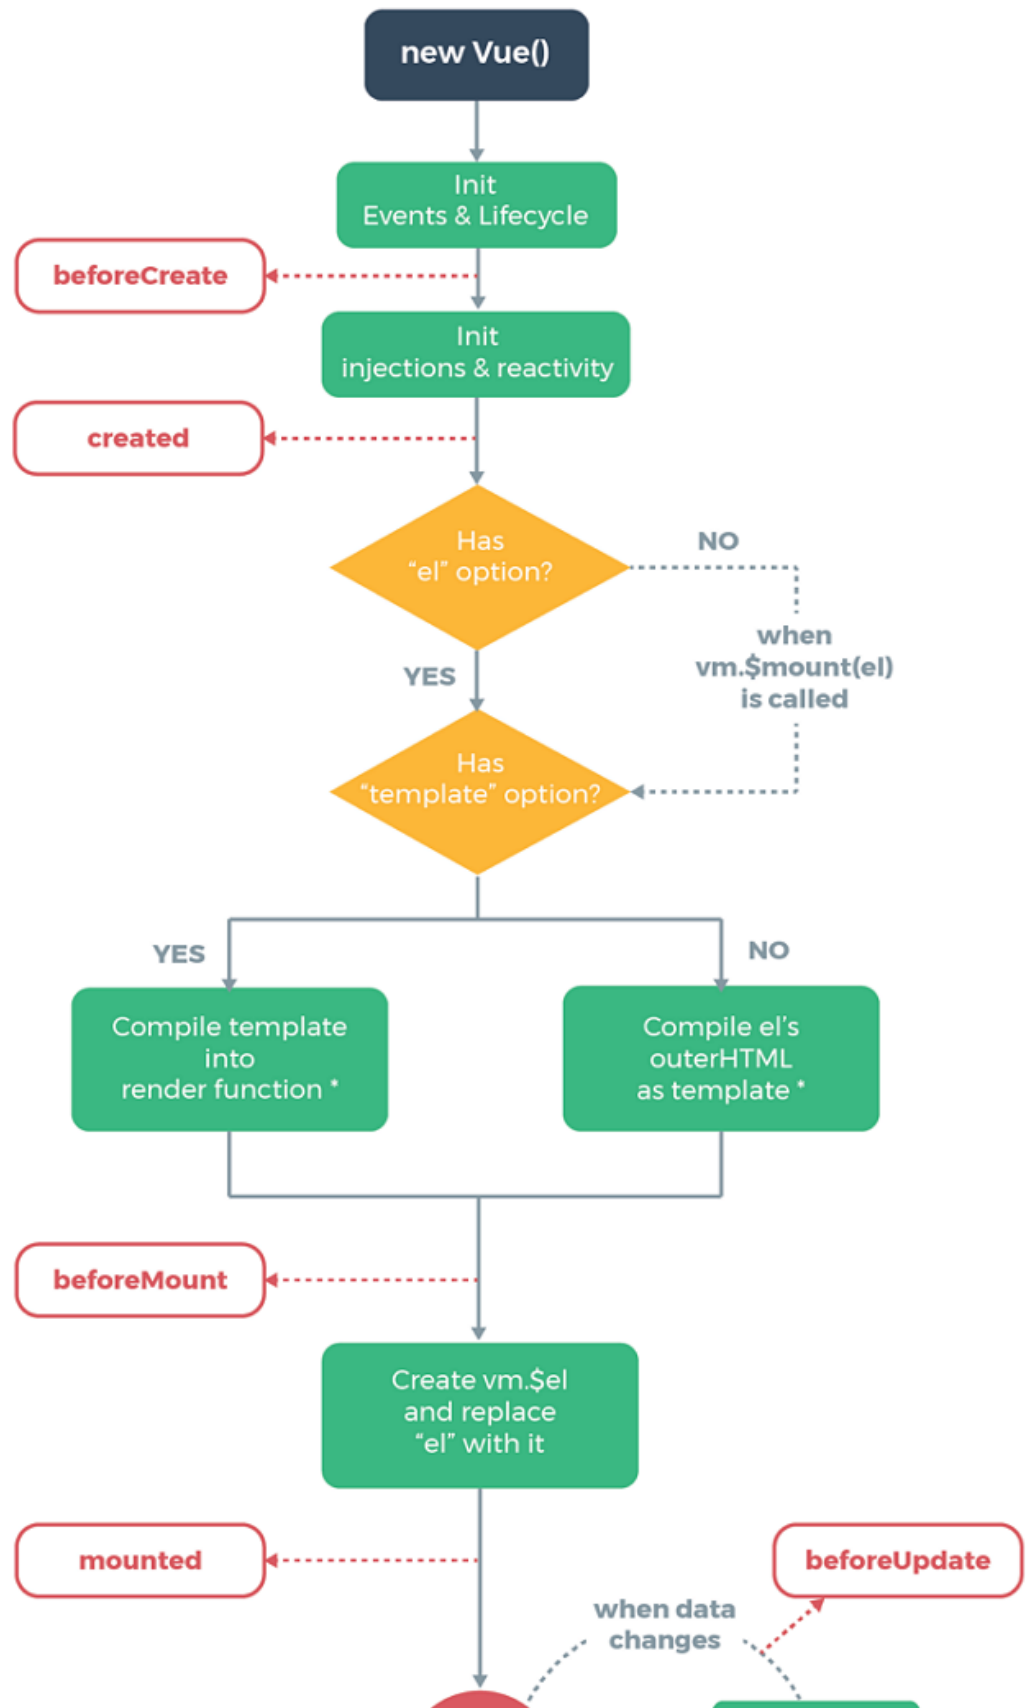 new Vue()
Init
Events & Lifecycle
beforeCreate
Init
injections & reactivity
created
Has
“el” option?
NO
when
vm.$mount(el)
is called
YES
Has
“template” option?
YES
NO
Compile template
into
render function *
Compile el’s
outerHTML
as template *
beforeMount
Create vm.$el
and replace
“el” with it
mounted
beforeUpdate
when data
changes